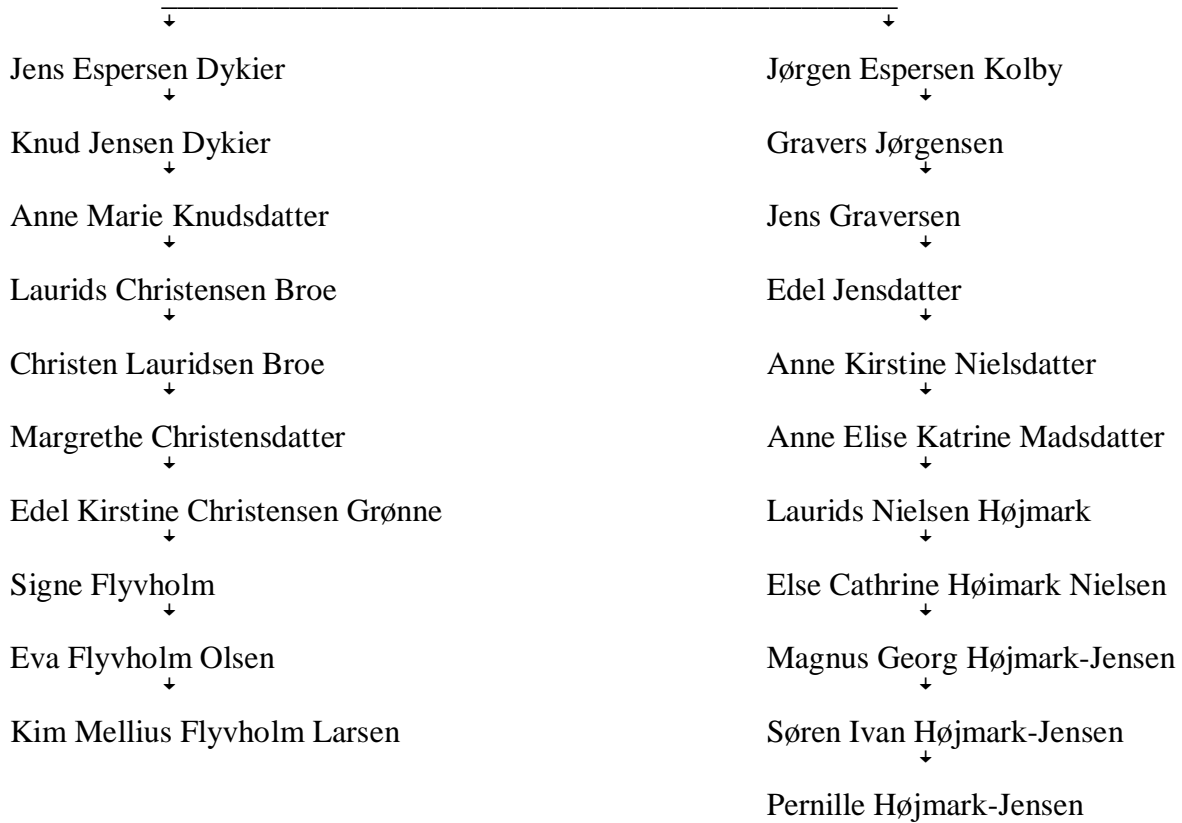 Jens Espersen Dykier
Knud Jensen Dykier
Anne Marie Knudsdatter
Laurids Christensen Broe
Christen Lauridsen Broe
Margrethe Christensdatter
Edel Kirstine Christensen Grønne
Signe Flyvholm
Eva Flyvholm Olsen
Kim Mellius Flyvholm Larsen
Jørgen Espersen Kolby
Gravers Jørgensen
Jens Graversen
Edel Jensdatter
Anne Kirstine Nielsdatter
Anne Elise Katrine Madsdatter
Laurids Nielsen Højmark
Else Cathrine Høimark Nielsen
Magnus Georg Højmark-Jensen
Søren Ivan Højmark-Jensen
Pernille Højmark-Jensen